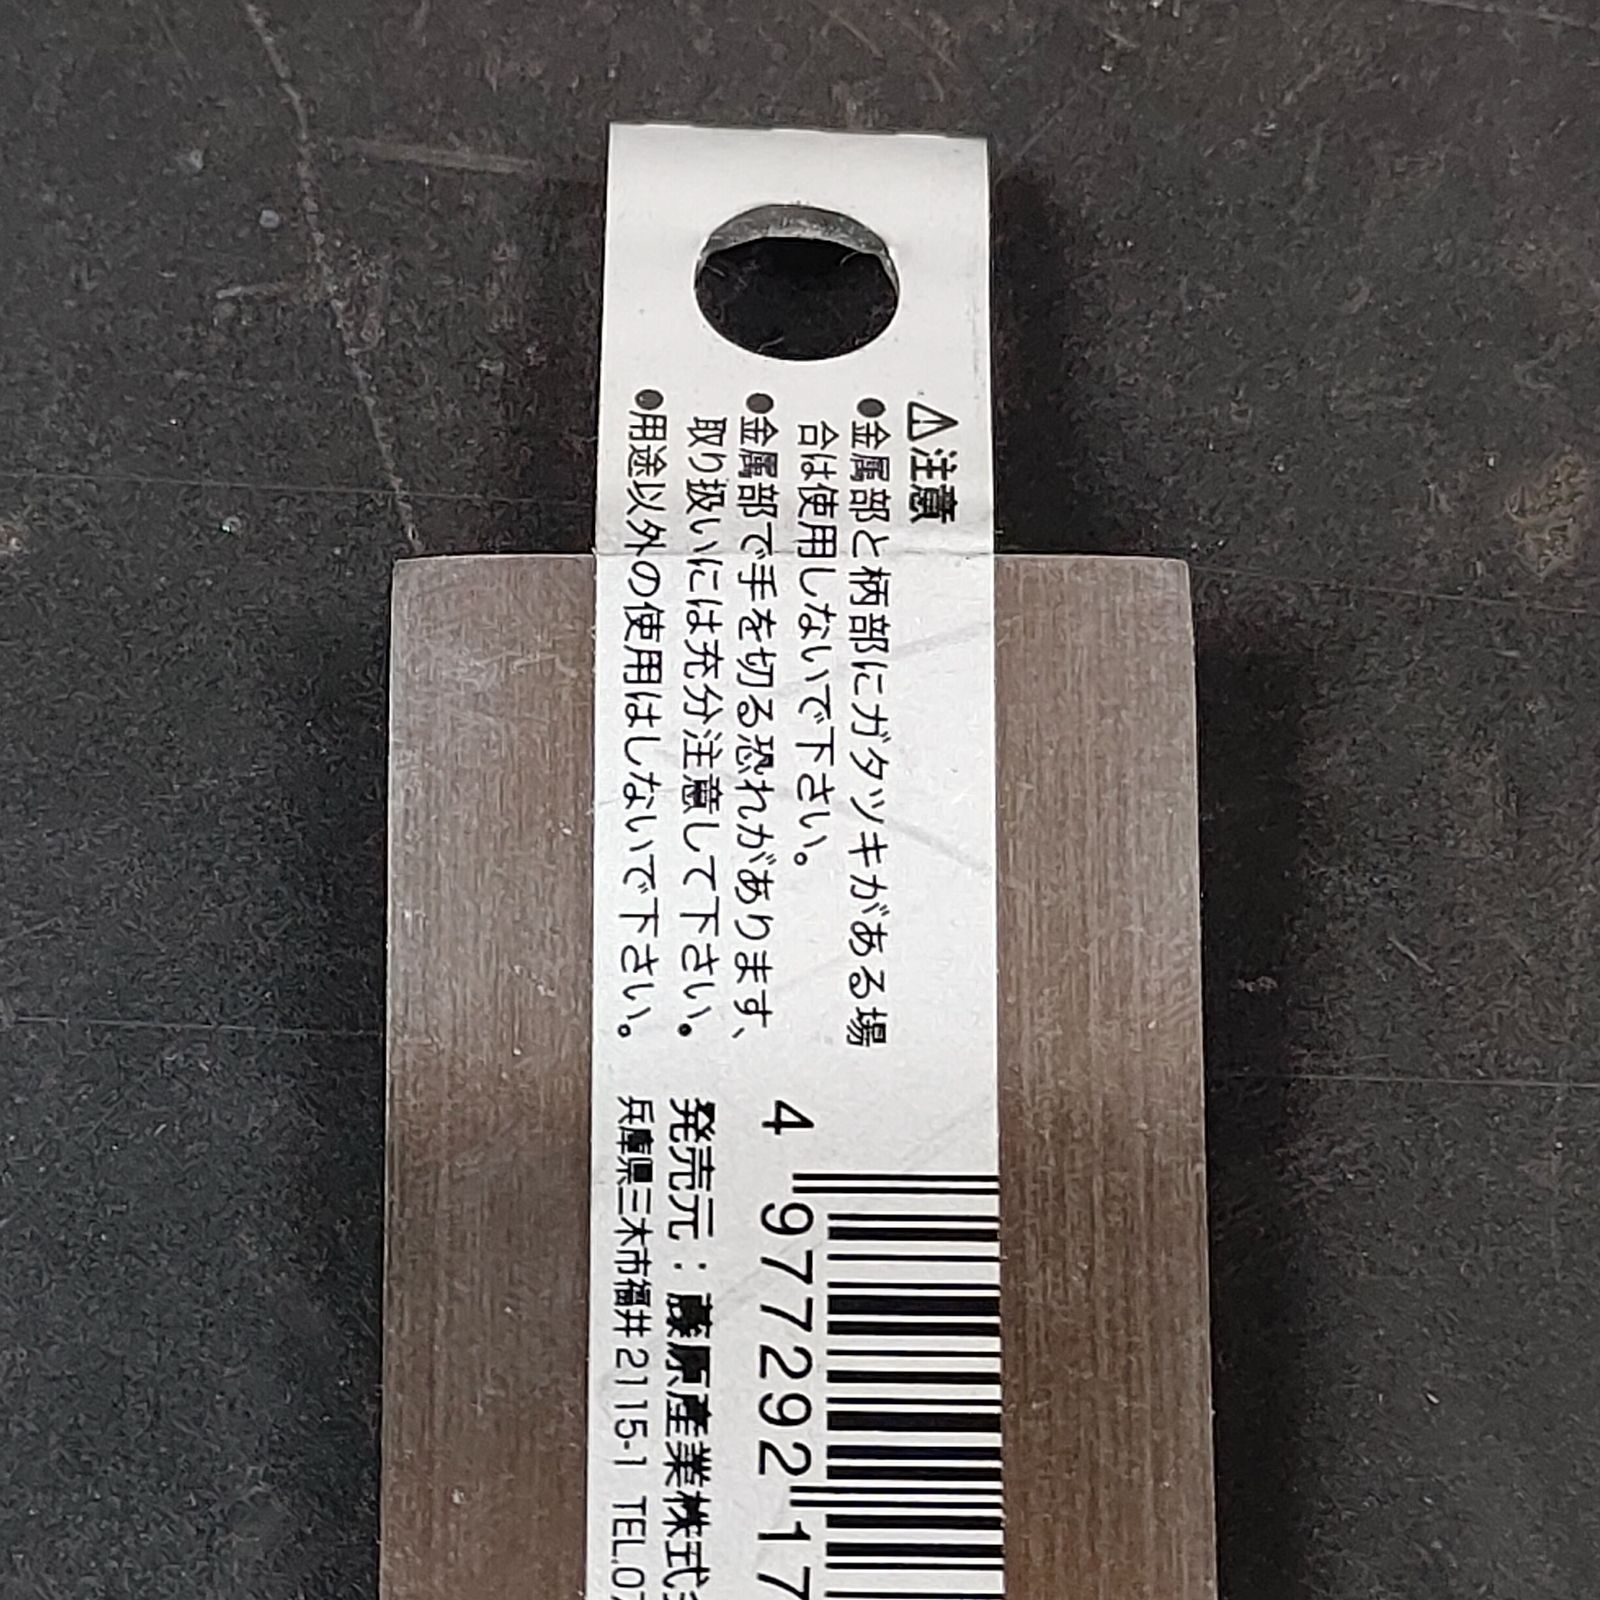 ⚠注意
●金属部と柄部にガタツキがある場
合は使用しないで下さい。
●金属部で手を切る恐れがあります、
取り扱いには充分注意して下さい。
●用途以外の使用はしないで下さい。
4 977292 17
発売元：藤原産業株式
兵庫県三木市福井2115-1 TEL.07